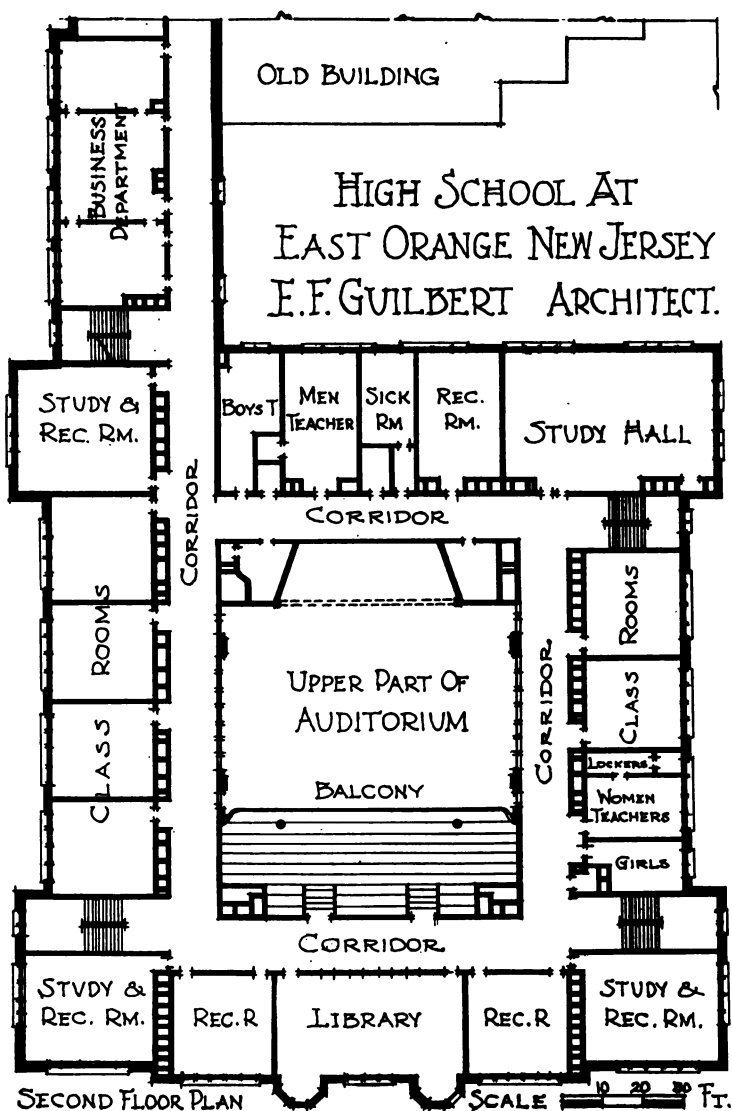 OLD BUILDING
BUSINESS
DEPARTMENT
HIGH SCHOOL AT
EAST ORANGE NEW JERSEY
E.F. GUILBERT ARCHITECT.
STUDY &
REC. RM.
BOYS T
MEN
TEACHER
SICK
RM
REC.
RM.
STUDY HALL
CORRIDOR
CORRIDOR
CLASS ROOMS
UPPER PART OF
AUDITORIUM
BALCONY
CORRIDOR
CLASS ROOMS
LOCKERS
WOMEN
TEACHERS
GIRLS
CORRIDOR
STUDY &
REC. RM.
REC. R
LIBRARY
REC. R
STUDY &
REC. RM.
SECOND FLOOR PLAN
SCALE 10 20 30 FT.